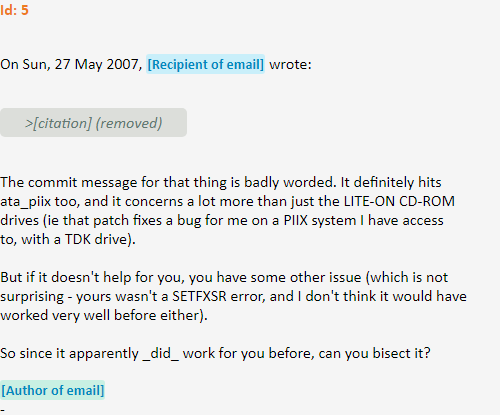 Id: 5
On Sun, 27 May 2007, [Recipient of email] wrote:
>[citation] (removed)
The commit message for that thing is badly worded. It definitely hits
ata_piix too, and it concerns a lot more than just the LITE-ON CD-ROM
drives (ie that patch fixes a bug for me on a PIIX system I have access
to, with a TDK drive).
But if it doesn't help for you, you have some other issue (which is not
surprising - yours wasn't a SETFXSR error, and I don't think it would have
worked very well before either).
So since it apparently _did_ work for you before, can you bisect it?
[Author of email]
-